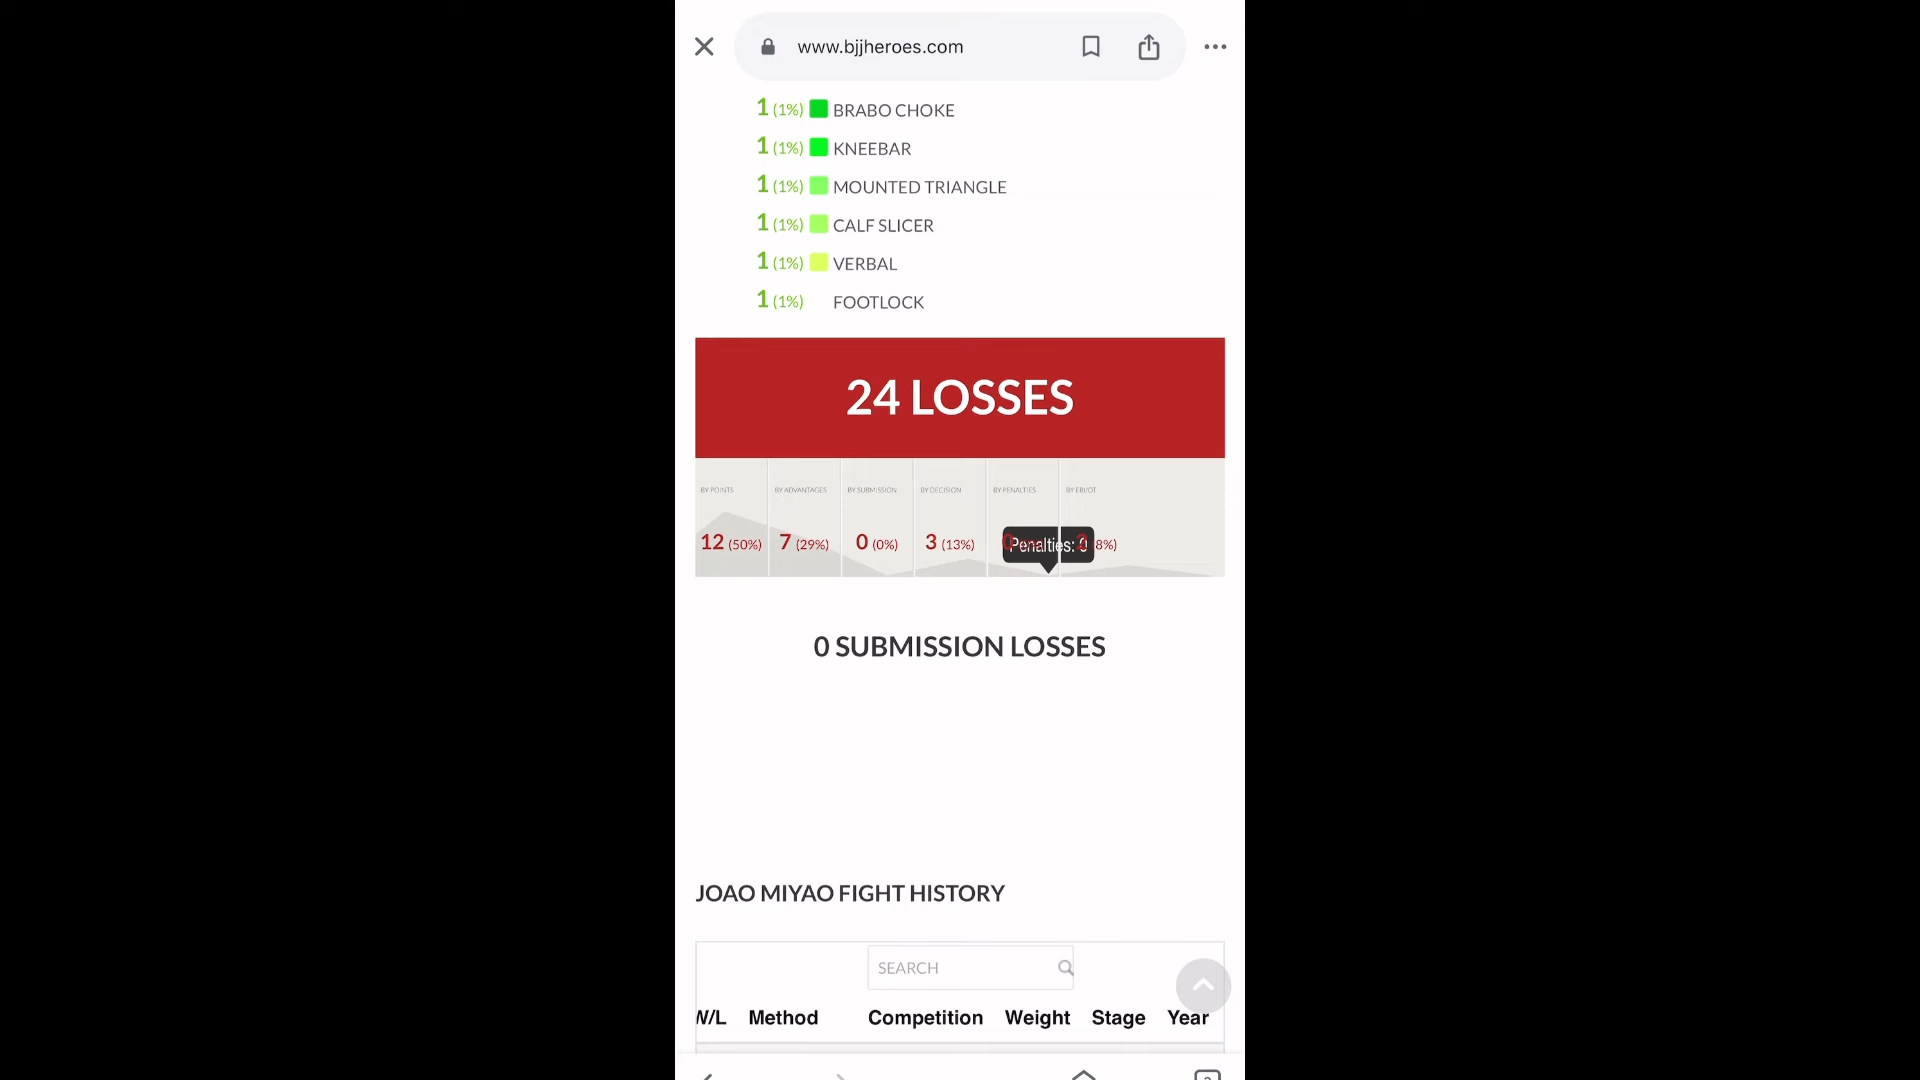 www.bjjheroes.com
1 (1%) BRABO CHOKE
1 (1%) KNEEBAR
1 (1%) MOUNTED TRIANGLE
1 (1%) CALF SLICER
1 (1%) VERBAL
1 (1%) FOOTLOCK
24 LOSSES
BY POINTS BY ADVANTAGES BY SUBMISSION BY DECISION BY PENALTIES BY EBI/OT
12 (50%) 7 (29%) 0 (0%) 3 (13%) Penalties: 0 8%)
0 SUBMISSION LOSSES
JOAO MIYAO FIGHT HISTORY
SEARCH
W/L Method Competition Weight Stage Year